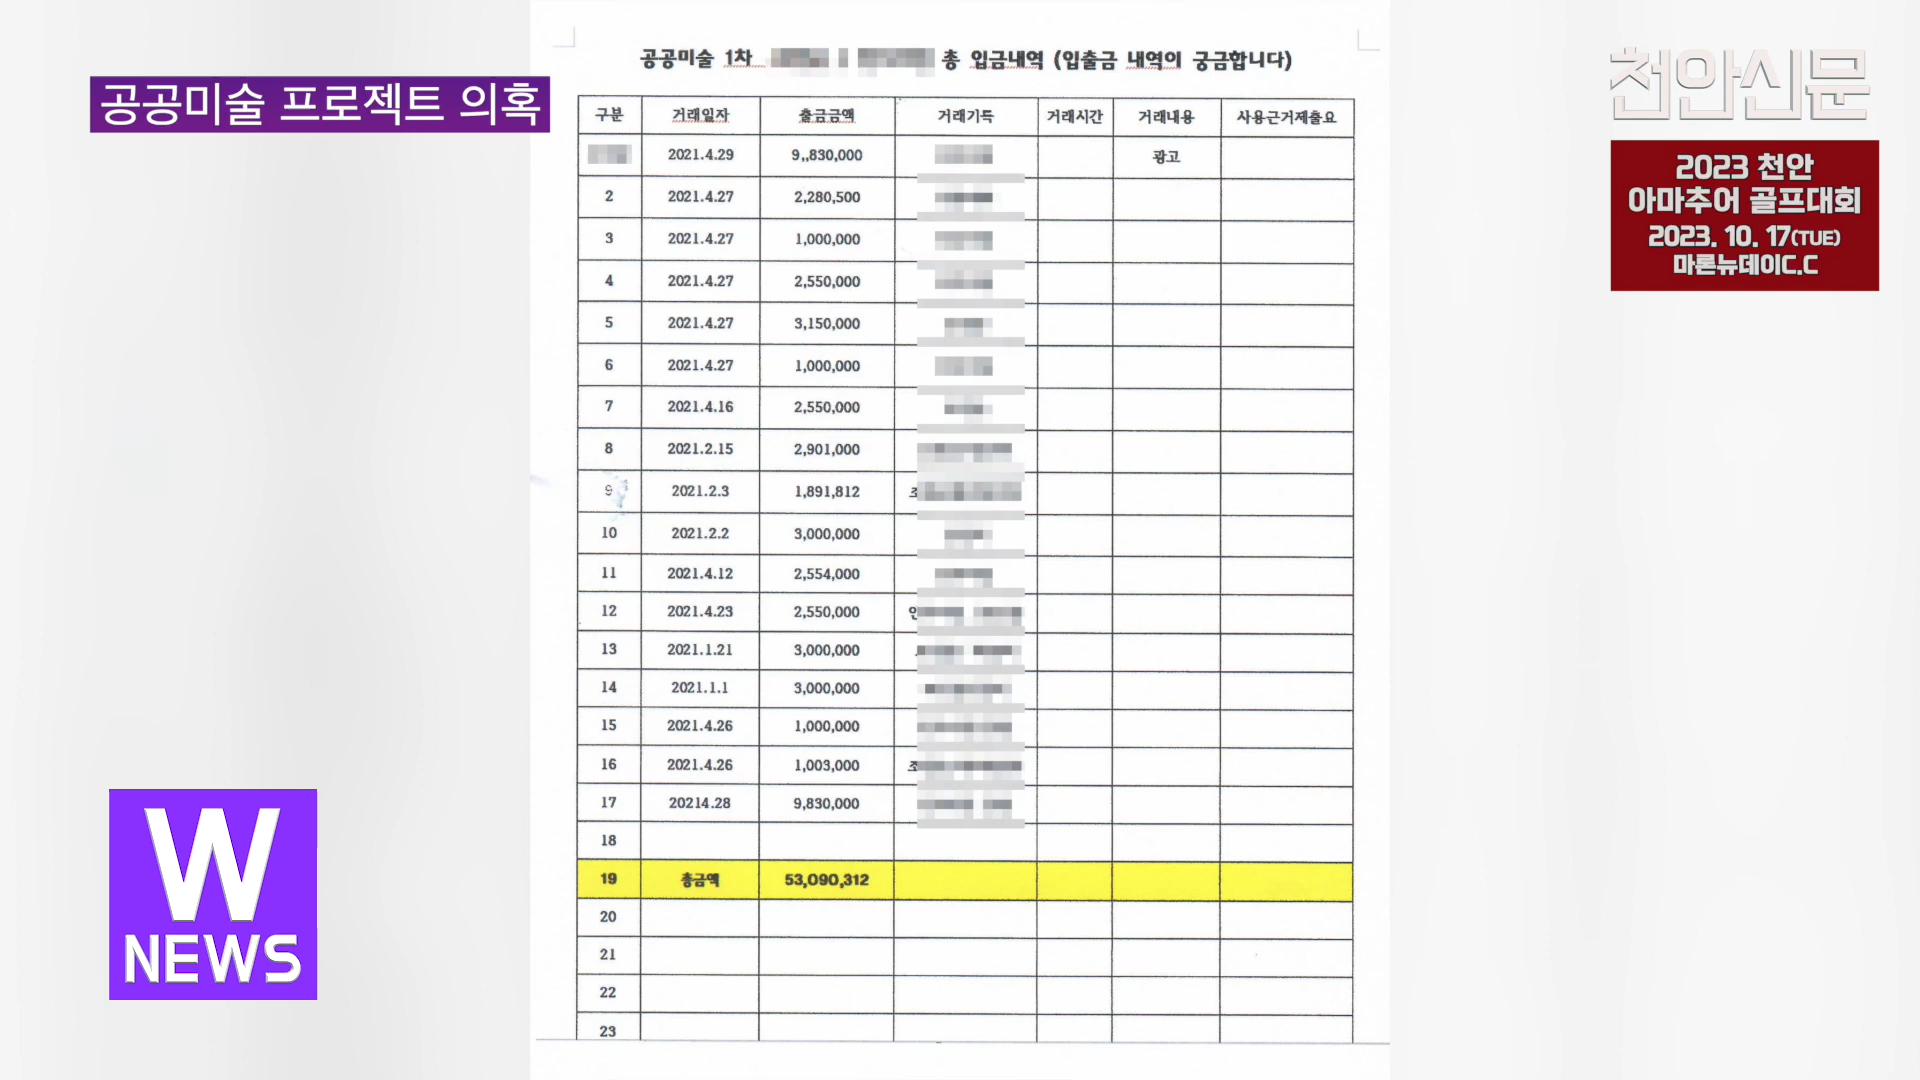 공공미술 프로젝트 의혹
공공미술 1차 총 입금내역 (입출금 내역이 궁금합니다)
구분 거래일자 출금금액 거래기록 거래시간 거래내용 사용근거제출요
2021.4.29 9,,830,000 광고
2 2021.4.27 2,280,500
3 2021.4.27 1,000,000
4 2021.4.27 2,550,000
5 2021.4.27 3,150,000
6 2021.4.27 1,000,000
7 2021.4.16 2,550,000
8 2021.2.15 2,901,000
9 2021.2.3 1,891,812
10 2021.2.2 3,000,000
11 2021.4.12 2,554,000
12 2021.4.23 2,550,000
13 2021.1.21 3,000,000
14 2021.1.1 3,000,000
15 2021.4.26 1,000,000
16 2021.4.26 1,003,000
17 20214.28 9,830,000
18
19 총금액 53,090,312
20
21
22
23
천안신문
2023 천안
아마추어 골프대회
2023. 10. 17(TUE)
마론뉴데이C.C
W
NEWS